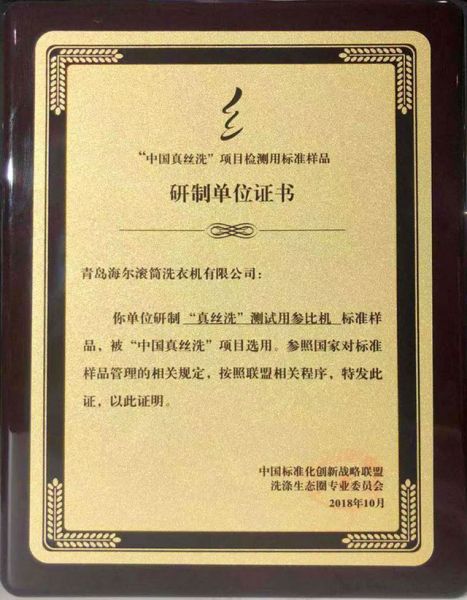 “中国真丝洗”项目检测用标准样品
研制单位证书
青岛海尔滚筒洗衣机有限公司：
你单位研制 “真丝洗”测试用参比机 标准样
品，被“中国真丝洗”项目选用。参照国家对标准
样品管理的相关规定，按照联盟相关程序，特发此
证，以此证明。
中国标准化创新战略联盟
洗涤生态圈专业委员会
2018年10月